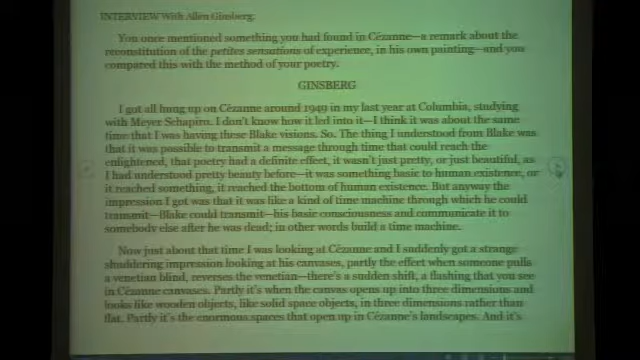 INTERVIEW With Allen Ginsberg:
You once mentioned something you had found in Cézanne—a remark about the
reconstitution of the petites sensations of experience, in his own painting—and you
compared this with the method of your poetry.
GINSBERG
I got all hung up on Cézanne around 1949 in my last year at Columbia, studying
with Meyer Schapiro. I don't know how it led into it—I think it was about the same
time that I was having these Blake visions. So. The thing I understood from Blake was
that it was possible to transmit a message through time that could reach the
enlightened, that poetry had a definite effect, it wasn't just pretty, or just beautiful, as
I had understood pretty beauty before—it was something basic to human existence, or
it reached something, it reached the bottom of human existence. But anyway the
impression I got was that it was like a kind of time machine through which he could
transmit—Blake could transmit—his basic consciousness and communicate it to
somebody else after he was dead; in other words build a time machine.
Now just about that time I was looking at Cézanne and I suddenly got a strange
shuddering impression looking at his canvases, partly the effect when someone pulls
a venetian blind, reverses the venetian—there's a sudden shift, a flashing that you see
in Cézanne canvases. Partly it's when the canvas opens up into three dimensions and
looks like wooden objects, like solid space objects, in three dimensions rather than
flat. Partly it's the enormous spaces that open up in Cézanne's landscapes. And it's